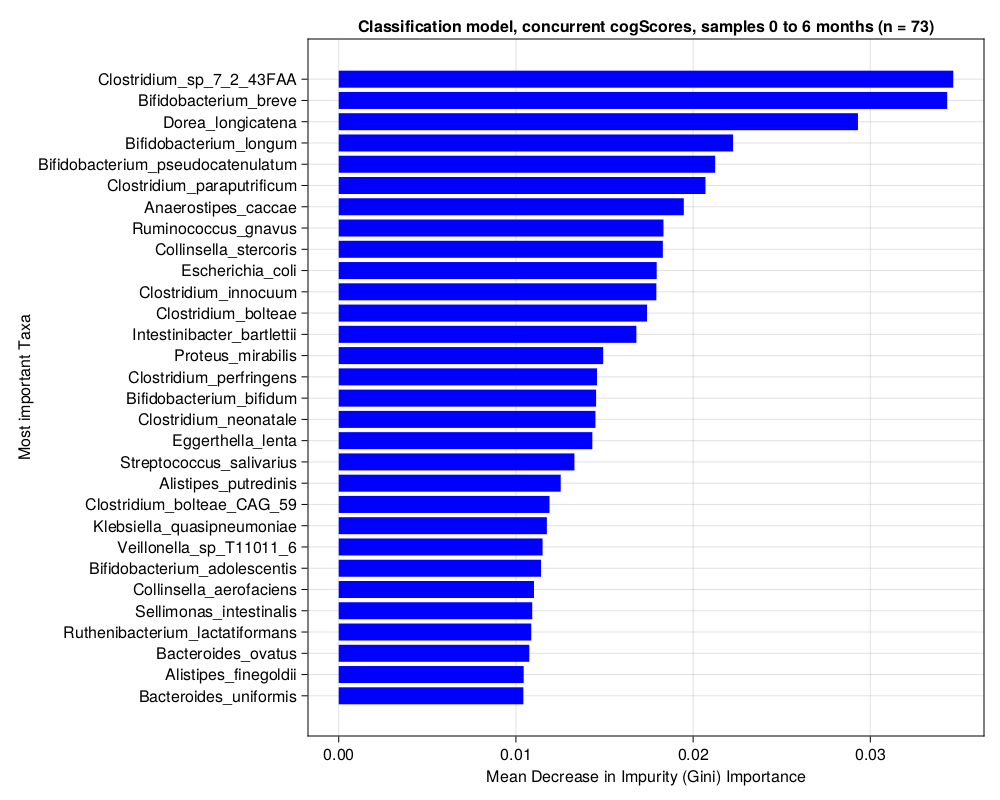 Classification model, concurrent cogScores, samples 0 to 6 months (n = 73)
Most important Taxa
Clostridium_sp_7_2_43FAA
Bifidobacterium_breve
Dorea_longicatena
Bifidobacterium_longum
Bifidobacterium_pseudocatenulatum
Clostridium_paraputrificum
Anaerostipes_caccae
Ruminococcus_gnavus
Collinsella_stercoris
Escherichia_coli
Clostridium_innocuum
Clostridium_bolteae
Intestinibacter_bartlettii
Proteus_mirabilis
Clostridium_perfringens
Bifidobacterium_bifidum
Clostridium_neonatale
Eggerthella_lenta
Streptococcus_salivarius
Alistipes_putredinis
Clostridium_bolteae_CAG_59
Klebsiella_quasipneumoniae
Veillonella_sp_T11011_6
Bifidobacterium_adolescentis
Collinsella_aerofaciens
Sellimonas_intestinalis
Ruthenibacterium_lactatiformans
Bacteroides_ovatus
Alistipes_finegoldii
Bacteroides_uniformis
0.00 0.01 0.02 0.03
Mean Decrease in Impurity (Gini) Importance